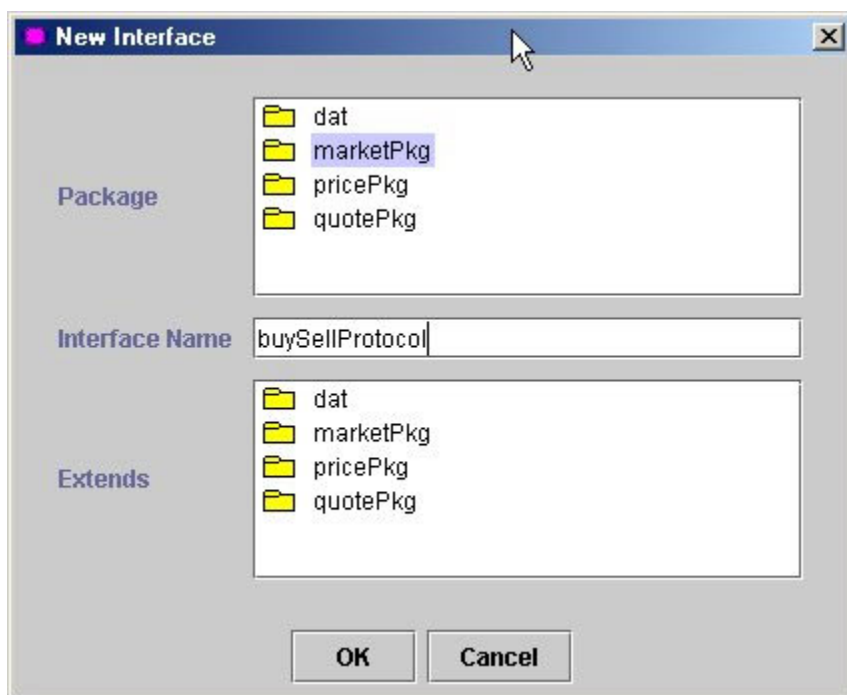 New Interface
Package
dat
marketPkg
pricePkg
quotePkg
Interface Name
buySellProtocol
Extends
dat
marketPkg
pricePkg
quotePkg
OK
Cancel